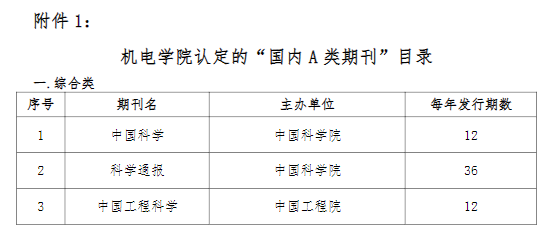 附件 1：
机电学院认定的“国内 A 类期刊”目录
一.综合类
序号 期刊名 主办单位 每年发行期数
1 中国科学 中国科学院 12
2 科学通报 中国科学院 36
3 中国工程科学 中国工程院 12